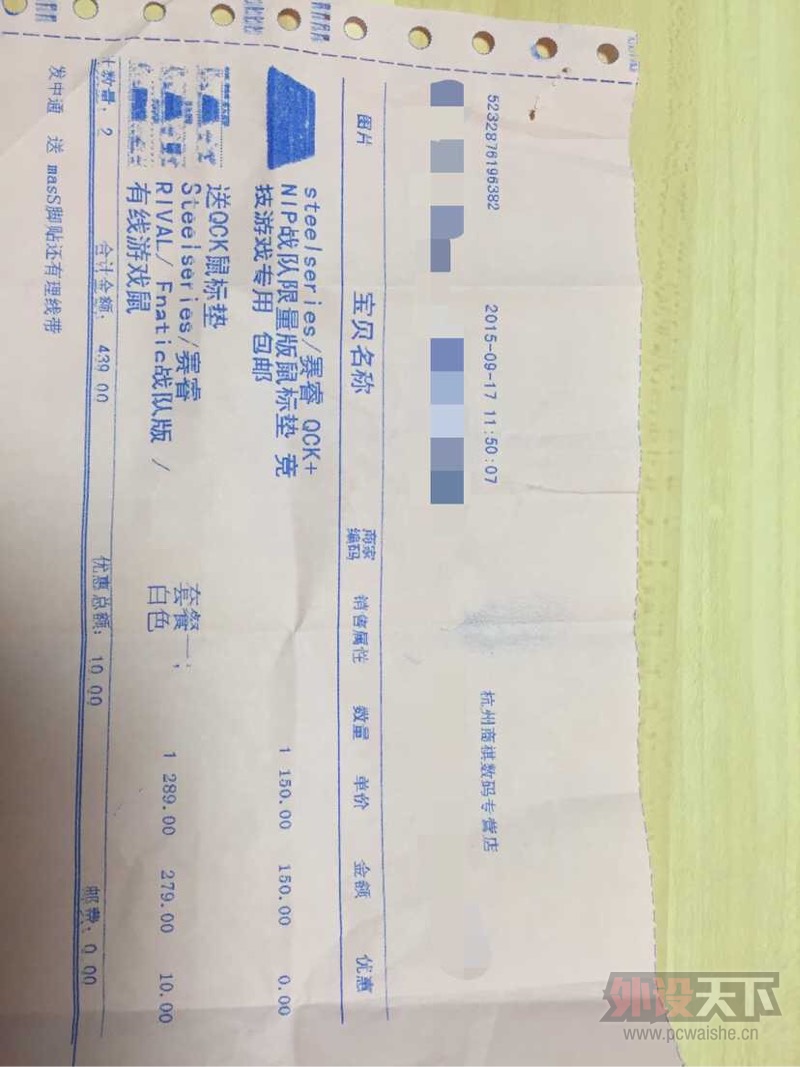 5232876196382 2015-09-17 11:50:07 杭州商祺数码专营店
图片 宝贝名称 商家编码 销售属性 数量 单价 金额 优惠
steelseries/赛睿 QCK+
NIP战队限量版鼠标垫 竞
技游戏专用 包邮
1 150.00 150.00 0.00
送QCK鼠标垫
Steelseries/赛睿
RIVAL/ Fnatic战队版 /
有线游戏鼠
套餐一;
白色
1 289.00 279.00 10.00
数量: 2 合计金额: 439.00 优惠总额: 10.00 邮费: 0.00
发中通 送 masS脚贴还有理线带
外设天下
www.pcwaishe.cn